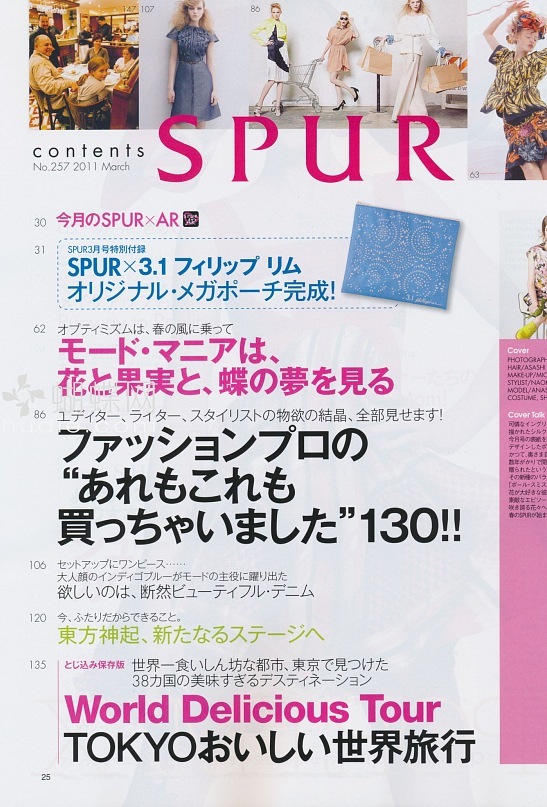 147
107
86
contents
SPUR
No.257 2011 March
63
30 今月のSPUR×AR
31 SPUR3月号特別付録
SPUR×3.1 フィリップ リム
オリジナル・メガポーチ完成!
62 オプティミズムは、春の風に乗って
モード・マニアは、
花と果実と、蝶の夢を見る
86 エディター、ライター、スタイリストの物欲の結晶、全部見せます!
ファッションプロの
“あれもこれも
買っちゃいました”130!!
106 セットアップにワンピース……
大人顔のインディゴブルーがモードの主役に躍り出た
欲しいのは、断然ビューティフル・デニム
120 今、ふたりだからできること。
東方神起、新たなるステージへ
135 とじ込み保存版 世界一食いしん坊な都市、東京で見つけた
38カ国の美味すぎるデスティネーション
World Delicious Tour
TOKYOおいしい世界旅行
25
Cover
PHOTOGRAPH
HAIR/ASASHI
MAKE-UP/MIC
STYLIST/NAO
MODEL/ANAS
COSTUME, SH
Cover Talk